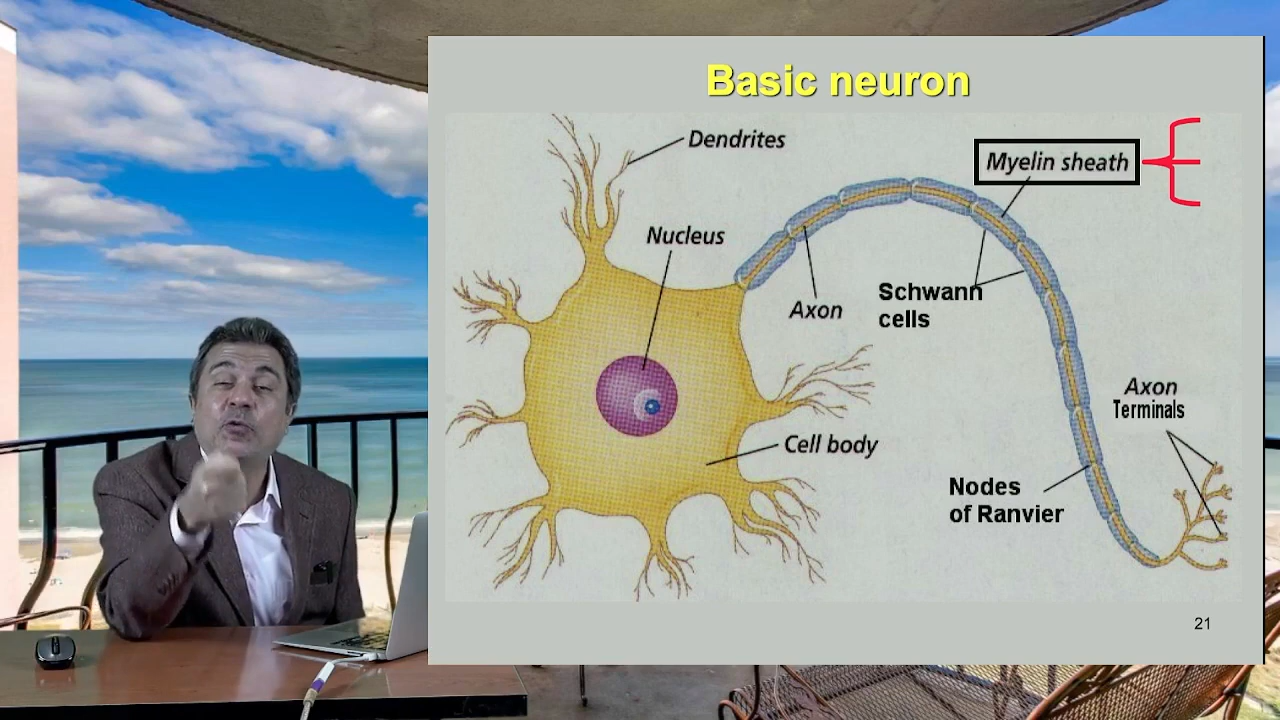 Basic neuron
Dendrites
Myelin sheath
Nucleus
Axon
Schwann
cells
Axon
Terminals
Cell body
Nodes
of Ranvier
21